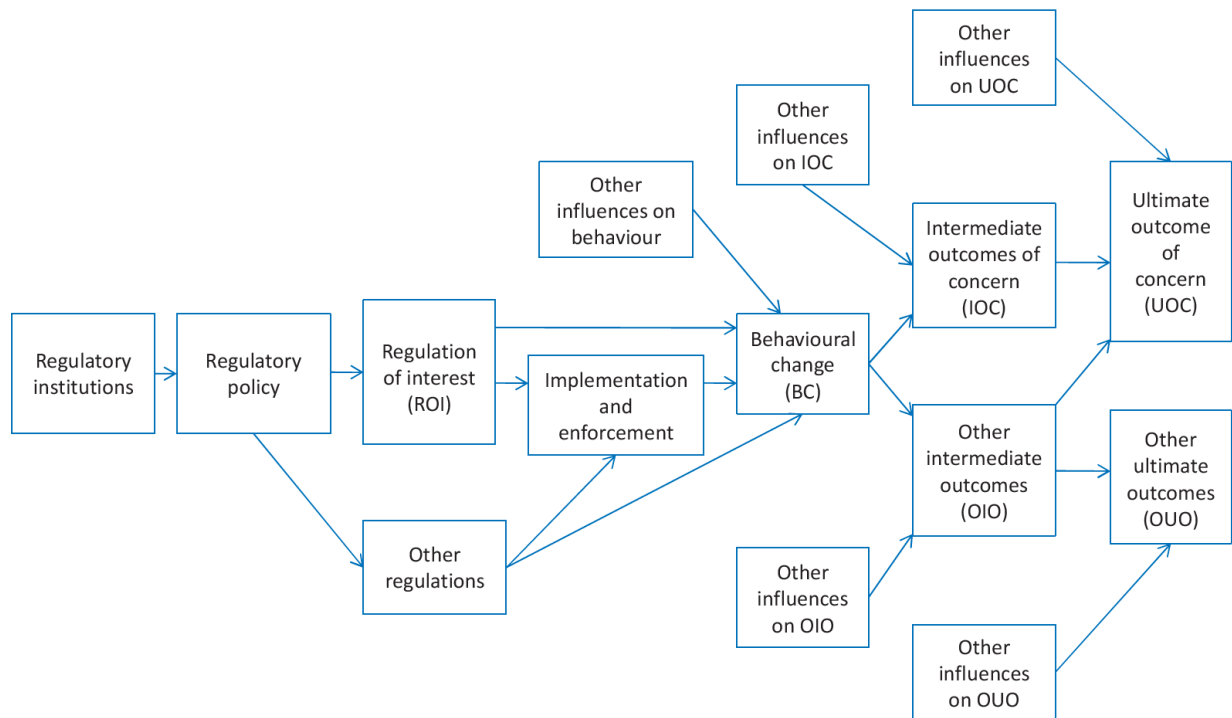 Other
influences
on UOC
Other
influences
on IOC
Other
influences on
behaviour
Ultimate
outcome
of
concern
(UOC)
Intermediate
outcomes of
concern
(IOC)
Regulatory
institutions
Regulatory
policy
Regulation
of interest
(ROI)
Implementation
and
enforcement
Behavioural
change
(BC)
Other
intermediate
outcomes
(OIO)
Other
ultimate
outcomes
(OUO)
Other
regulations
Other
influences
on OIO
Other
influences
on OUO